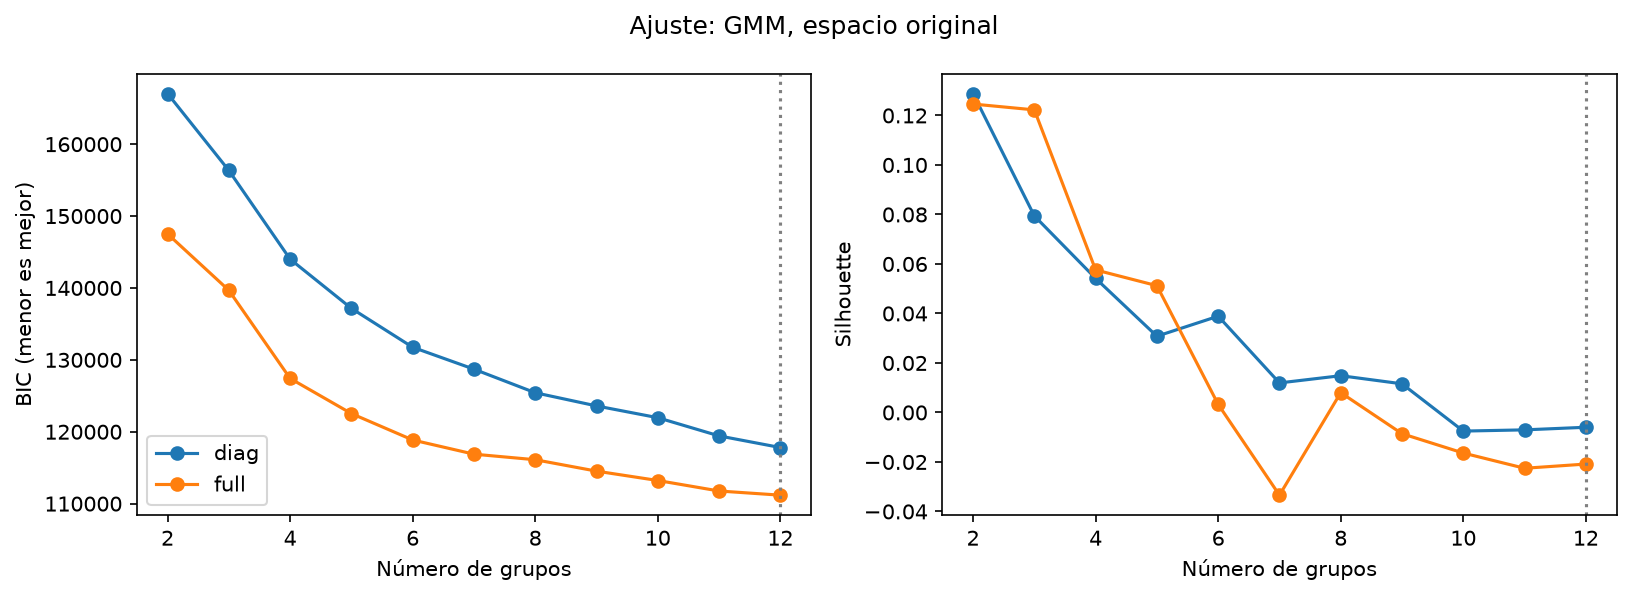 Ajuste: GMM, espacio original
BIC (menor es mejor)
160000
150000
140000
130000
120000
110000
diag
full
2 4 6 8 10 12
Número de grupos
Silhouette
0.12
0.10
0.08
0.06
0.04
0.02
0.00
−0.02
−0.04
2 4 6 8 10 12
Número de grupos